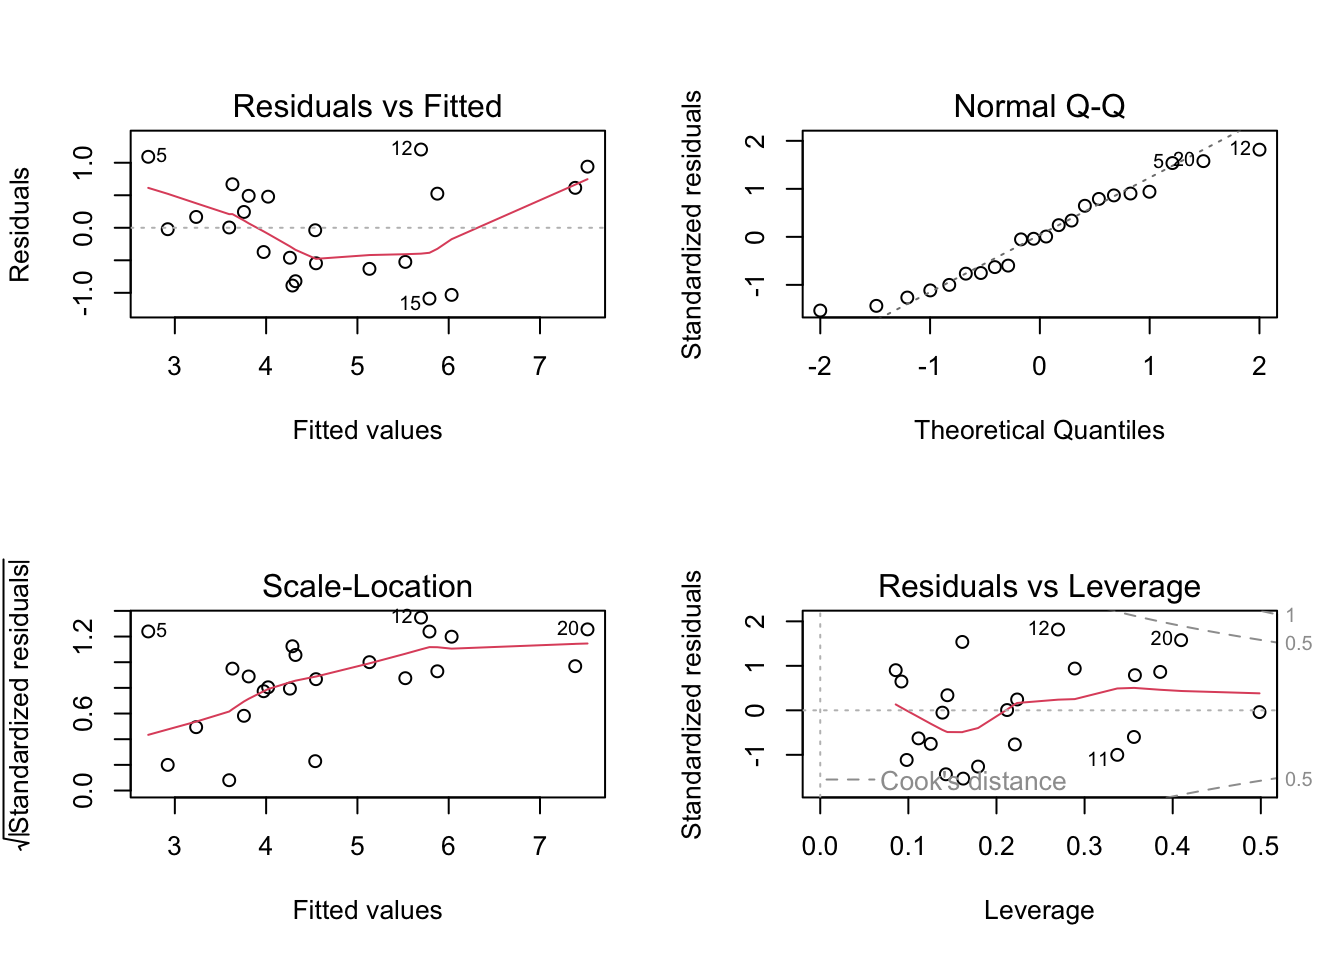 Residuals vs Fitted
Residuals
1.0
0.0
-1.0
5
12
15
3 4 5 6 7
Fitted values
Normal Q-Q
Standardized residuals
2
1
0
-1
5 20 12
-2 -1 0 1 2
Theoretical Quantiles
Scale-Location
√|Standardized residuals|
1.2
0.6
0.0
5
12
20
3 4 5 6 7
Fitted values
Residuals vs Leverage
Standardized residuals
2
1
0
-1
12
20
11
Cook's distance
1
0.5
0.5
0.0 0.1 0.2 0.3 0.4 0.5
Leverage